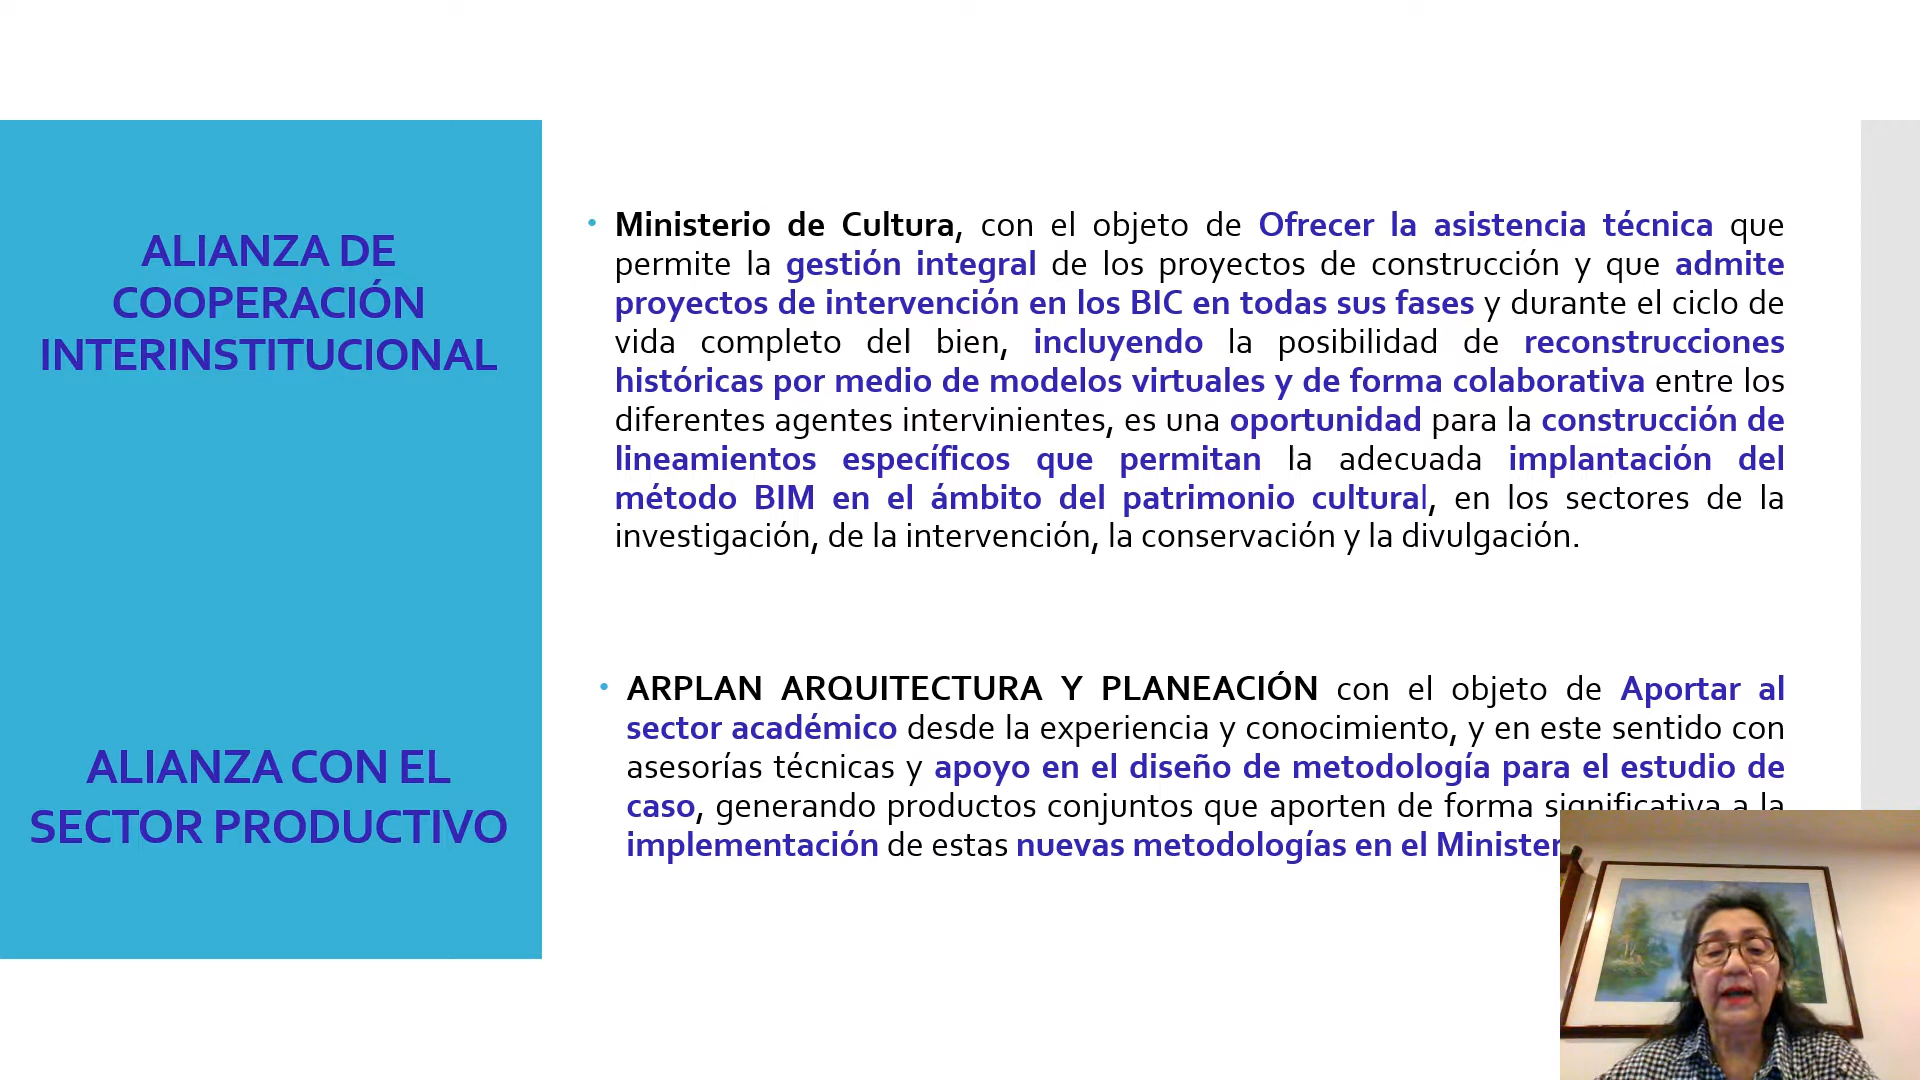 ALIANZA DE
COOPERACIÓN
INTERINSTITUCIONAL
• Ministerio de Cultura, con el objeto de Ofrecer la asistencia técnica que
permite la gestión integral de los proyectos de construcción y que admite
proyectos de intervención en los BIC en todas sus fases y durante el ciclo de
vida completo del bien, incluyendo la posibilidad de reconstrucciones
históricas por medio de modelos virtuales y de forma colaborativa entre los
diferentes agentes intervinientes, es una oportunidad para la construcción de
lineamientos específicos que permitan la adecuada implantación del
método BIM en el ámbito del patrimonio cultural, en los sectores de la
investigación, de la intervención, la conservación y la divulgación.
ALIANZA CON EL
SECTOR PRODUCTIVO
• ARPLAN ARQUITECTURA Y PLANEACIÓN con el objeto de Aportar al
sector académico desde la experiencia y conocimiento, y en este sentido con
asesorías técnicas y apoyo en el diseño de metodología para el estudio de
caso, generando productos conjuntos que aporten de forma significativa a la
implementación de estas nuevas metodologías en el